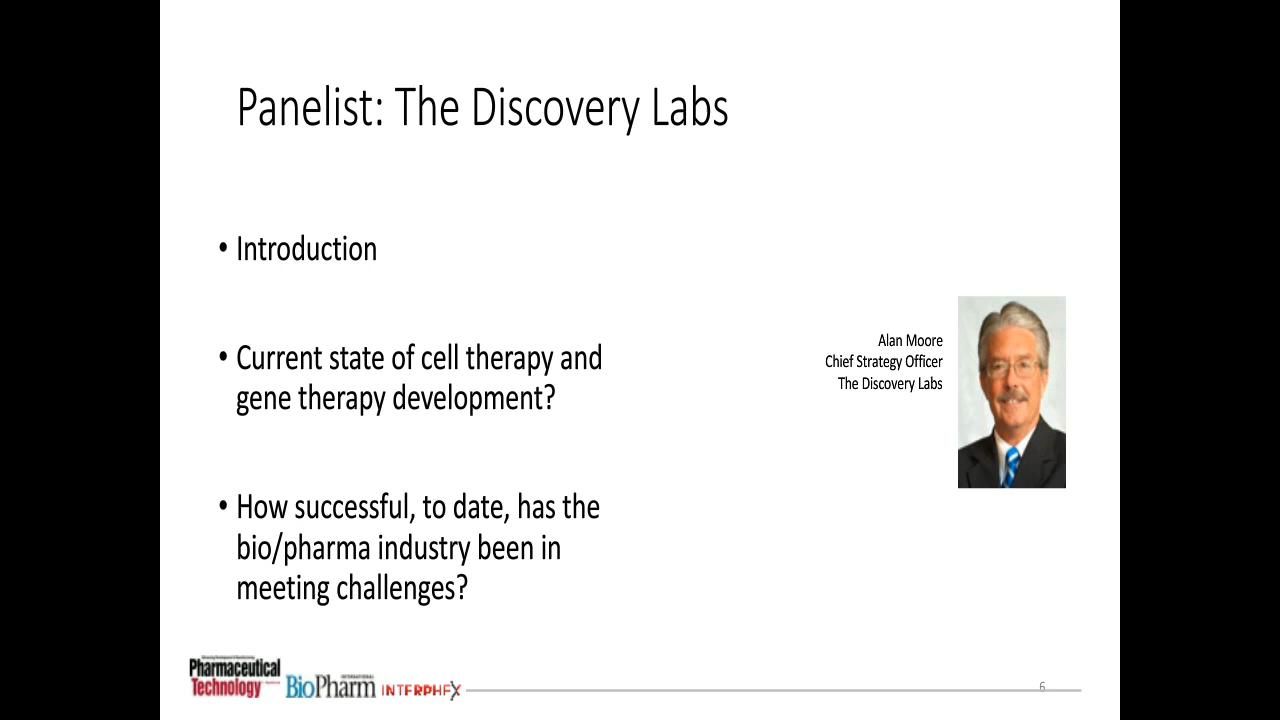 Panelist: The Discovery Labs
• Introduction
• Current state of cell therapy and
gene therapy development?
• How successful, to date, has the
bio/pharma industry been in
meeting challenges?
Alan Moore
Chief Strategy Officer
The Discovery Labs
Pharmaceutical
Technology
INTERNATIONAL
BioPharm
INTERPHEX
6